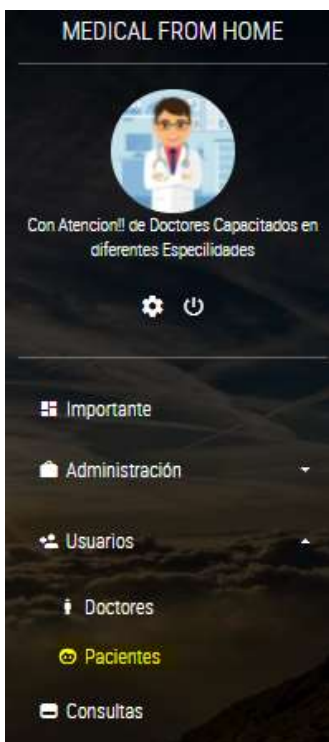 MEDICAL FROM HOME
Con Atencion!! de Doctores Capacitados en
diferentes Especilidades
Importante
Administración
Usuarios
Doctores
Pacientes
Consultas